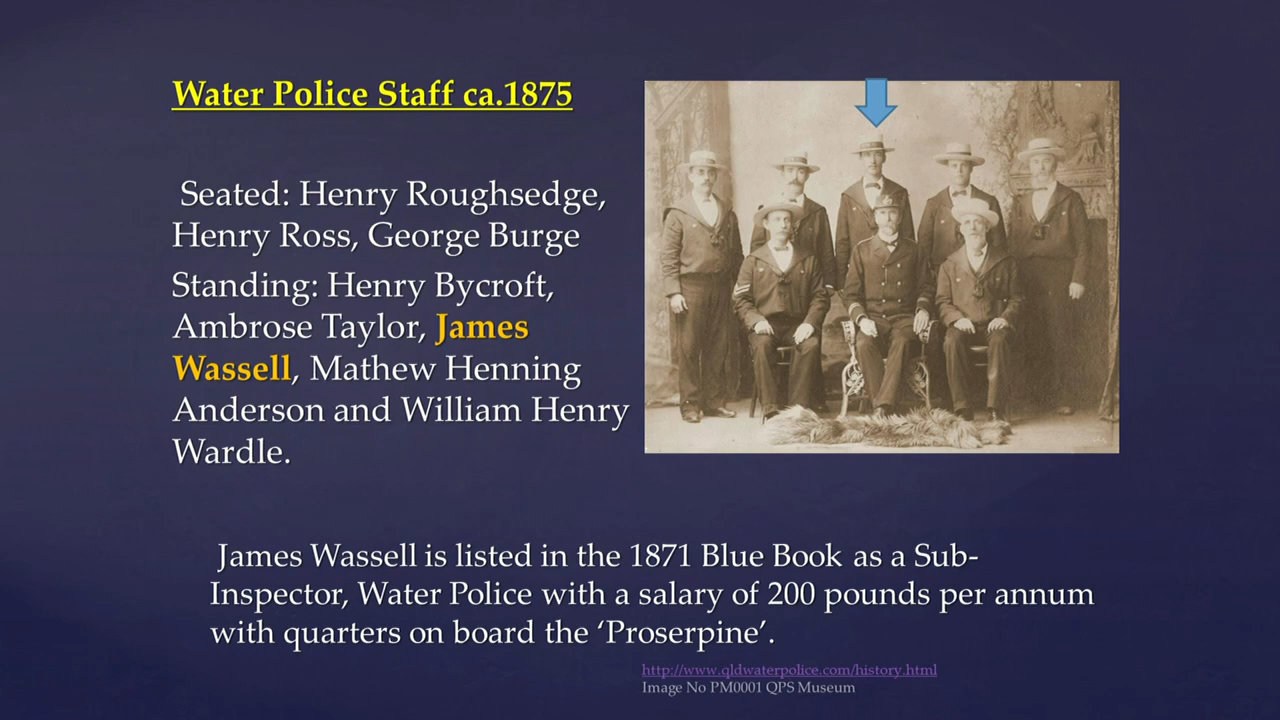 Water Police Staff ca.1875
Seated: Henry Roughsedge,
Henry Ross, George Burge
Standing: Henry Bycroft,
Ambrose Taylor, James
Wassell, Mathew Henning
Anderson and William Henry
Wardle.
James Wassell is listed in the 1871 Blue Book as a Sub-
Inspector, Water Police with a salary of 200 pounds per annum
with quarters on board the ‘Proserpine’.
http://www.qldwaterpolice.com/history.html
Image No PM0001 QPS Museum